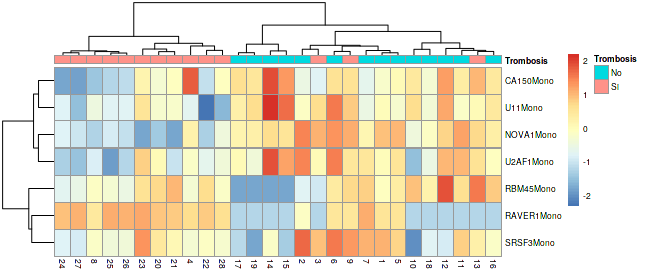 Trombosis
CA150Mono
U11Mono
NOVA1Mono
U2AF1Mono
RBM45Mono
RAVER1Mono
SRSF3Mono
24 27 8 25 26 23 20 21 4 22 28 17 19 14 15 2 3 6 9 7 1 5 10 18 12 11 13 16
2
1
0
-1
-2
Trombosis
No
SI